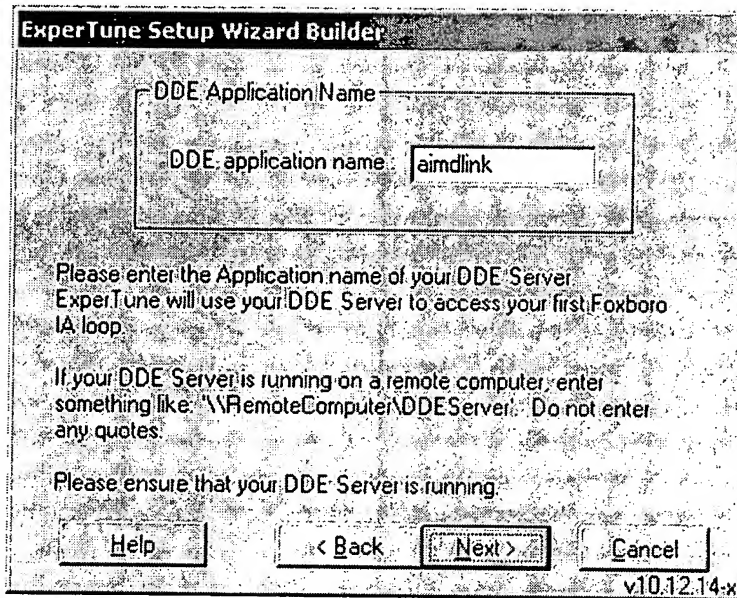 ExperTune Setup Wizard Builder
DDE Application Name
DDE application name : aimdlink
Please enter the Application name of your DDE Server.
ExperTune will use your DDE Server to access your first Foxboro
IA loop.
If your DDE Server is running on a remote computer, enter
something like: '\\RemoteComputer\DDEServer'. Do not enter
any quotes.
Please ensure that your DDE Server is running.
Help
< Back
Next >
Cancel
v10.12.14-x